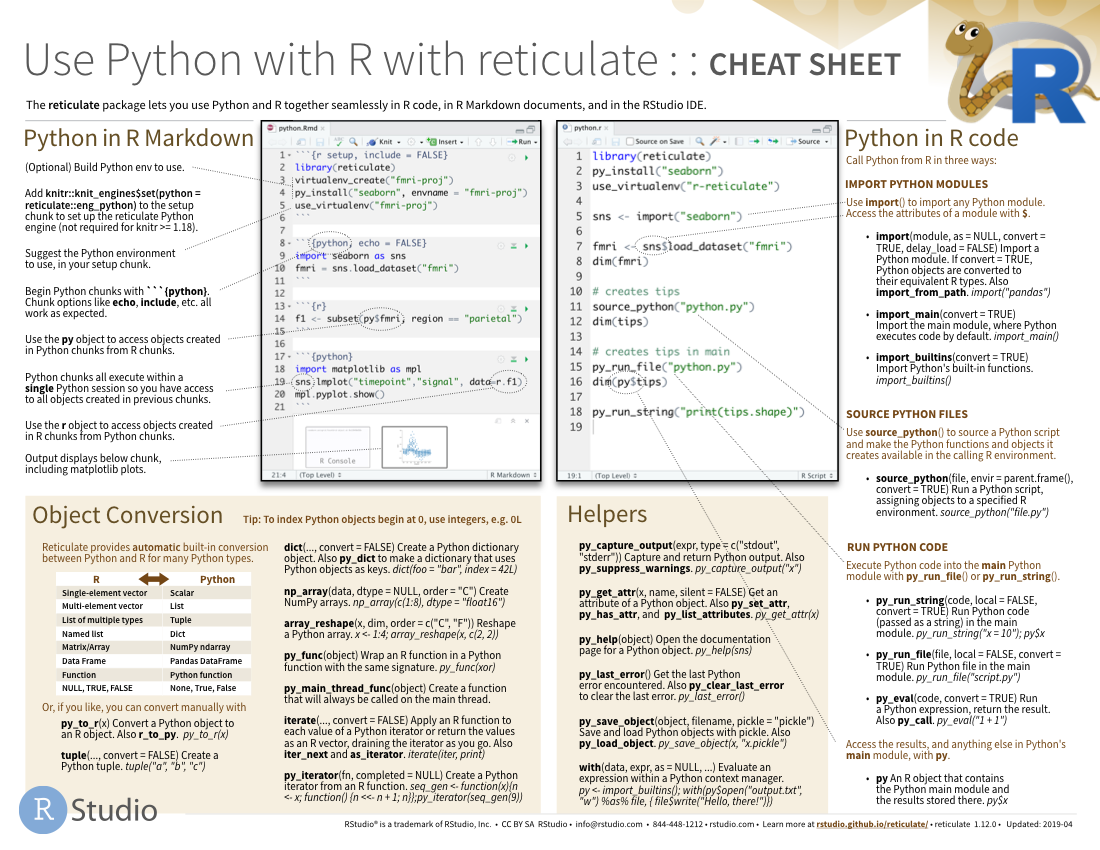 Use Python with R with reticulate : : CHEAT SHEET
The reticulate package lets you use Python and R together seamlessly in R code, in R Markdown documents, and in the RStudio IDE.
Python in R Markdown
(Optional) Build Python env to use.
Add knitr::knit_engines$set(python =
reticulate::eng_python) to the setup
chunk to set up the reticulate Python
engine (not required for knitr >= 1.18).
Suggest the Python environment
to use, in your setup chunk.
Begin Python chunks with ```{python}.
Chunk options like echo, include, etc. all
work as expected.
Use the py object to access objects created
in Python chunks from R chunks.
Python chunks all execute within a
single Python session so you have access
to all objects created in previous chunks.
Use the r object to access objects created
in R chunks from Python chunks.
Output displays below chunk,
including matplotlib plots.
python.Rmd
Knit Insert Run
1 ```{r setup, include = FALSE}
2 library(reticulate)
3 virtualenv_create("fmri-proj")
4 py_install("seaborn", envname = "fmri-proj")
5 use_virtualenv("fmri-proj")
6 ```
7
8 ```{python, echo = FALSE}
9 import seaborn as sns
10 fmri = sns.load_dataset("fmri")
11 ```
12
13 ```{r}
14 f1 <- subset(py$fmri, region == "parietal")
15 ```
16
17 ```{python}
18 import matplotlib as mpl
19 sns.lmplot("timepoint","signal", data=r.f1)
20 mpl.pyplot.show()
21 ```
R Console
21:4 (Top Level) R Markdown
python.r
Source on Save Source
1 library(reticulate)
2 py_install("seaborn")
3 use_virtualenv("r-reticulate")
4
5 sns <- import("seaborn")
6
7 fmri <- sns$load_dataset("fmri")
8 dim(fmri)
9
10 # creates tips
11 source_python("python.py")
12 dim(tips)
13
14 # creates tips in main
15 py_run_file("python.py")
16 dim(py$tips)
17
18 py_run_string("print(tips.shape)")
19
19:1 (Top Level) R Script
R
Python in R code
Call Python from R in three ways:
IMPORT PYTHON MODULES
Use import() to import any Python module.
Access the attributes of a module with $.
• import(module, as = NULL, convert =
TRUE, delay_load = FALSE) Import a
Python module. If convert = TRUE,
Python objects are converted to
their equivalent R types. Also
import_from_path. import("pandas")
• import_main(convert = TRUE)
Import the main module, where Python
executes code by default. import_main()
• import_builtins(convert = TRUE)
Import Python's built-in functions.
import_builtins()
SOURCE PYTHON FILES
Use source_python() to source a Python script
and make the Python functions and objects it
creates available in the calling R environment.
• source_python(file, envir = parent.frame(),
convert = TRUE) Run a Python script,
assigning objects to a specified R
environment. source_python("file.py")
RUN PYTHON CODE
Execute Python code into the main Python
module with py_run_file() or py_run_string().
• py_run_string(code, local = FALSE,
convert = TRUE) Run Python code
(passed as string) in the main
module. py_run_string("x = 10"); py$x
• py_run_file(file, local = FALSE, convert =
TRUE) Run Python file in the main
module. py_run_file("script.py")
• py_eval(code, convert = TRUE) Run
a Python expression, return the result.
Also py_call. py_eval("1 + 1")
Access the results, and anything else in Python's
main module, with py.
• py An R object that contains
the Python main module and
the results stored there. py$x
Object Conversion
Tip: To index Python objects begin at 0, use integers, e.g. 0L
Reticulate provides automatic built-in conversion
between Python and R for many Python types.
R Python
Single-element vector Scalar
Multi-element vector List
List of multiple types Tuple
Named list Dict
Matrix/Array NumPy ndarray
Data Frame Pandas DataFrame
Function Python function
NULL, TRUE, FALSE None, True, False
Or, if you like, you can convert manually with
py_to_r(x) Convert a Python object to
an R object. Also r_to_py. py_to_r(x)
tuple(..., convert = FALSE) Create a
Python tuple. tuple("a", "b", "c")
dict(..., convert = FALSE) Create a Python dictionary
object. Also py_dict to make a dictionary that uses
Python objects as keys. dict(foo = "bar", index = 42L)
np_array(data, dtype = NULL, order = "C") Create
NumPy arrays. np_array(c(1:8), dtype = "float16")
array_reshape(x, dim, order = c("C", "F")) Reshape
a Python array. x <- 1:4; array_reshape(x, c(2, 2))
py_func(object) Wrap an R function in a Python
function with the same signature. py_func(xor)
py_main_thread_func(object) Create a function
that will always be called on the main thread.
iterate(..., convert = FALSE) Apply an R function to
each value of a Python iterator or return the values
as an R vector, draining the iterator as you go. Also
iter_next and as_iterator. iterate(iter, print)
py_iterator(fn, completed = NULL) Create a Python
iterator from an R function. seq_gen <- function(x){n
<- x; function() {n <<- n + 1; n}};py_iterator(seq_gen(9))
Helpers
py_capture_output(expr, type = c("stdout",
"stderr")) Capture and return Python output. Also
py_suppress_warnings. py_capture_output("x")
py_get_attr(x, name, silent = FALSE) Get an
attribute of a Python object. Also py_set_attr,
py_has_attr, and py_list_attributes. py_get_attr(x)
py_help(object) Open the documentation
page for a Python object. py_help(sns)
py_last_error() Get the last Python
error encountered. Also py_clear_last_error
to clear the last error. py_last_error()
py_save_object(object, filename, pickle = "pickle")
Save and load Python objects with pickle. Also
py_load_object. py_save_object(x, "x.pickle")
with(data, expr, as = NULL, ...) Evaluate an
expression within a Python context manager.
py <- import_builtins(); with(py$open("output.txt",
"w") %as% file, { file$write("Hello, there!")})
R Studio
RStudio® is a trademark of RStudio, Inc. • CC BY SA RStudio • info@rstudio.com • 844-448-1212 • rstudio.com • Learn more at rstudio.github.io/reticulate/ • reticulate 1.12.0 • Updated: 2019-04